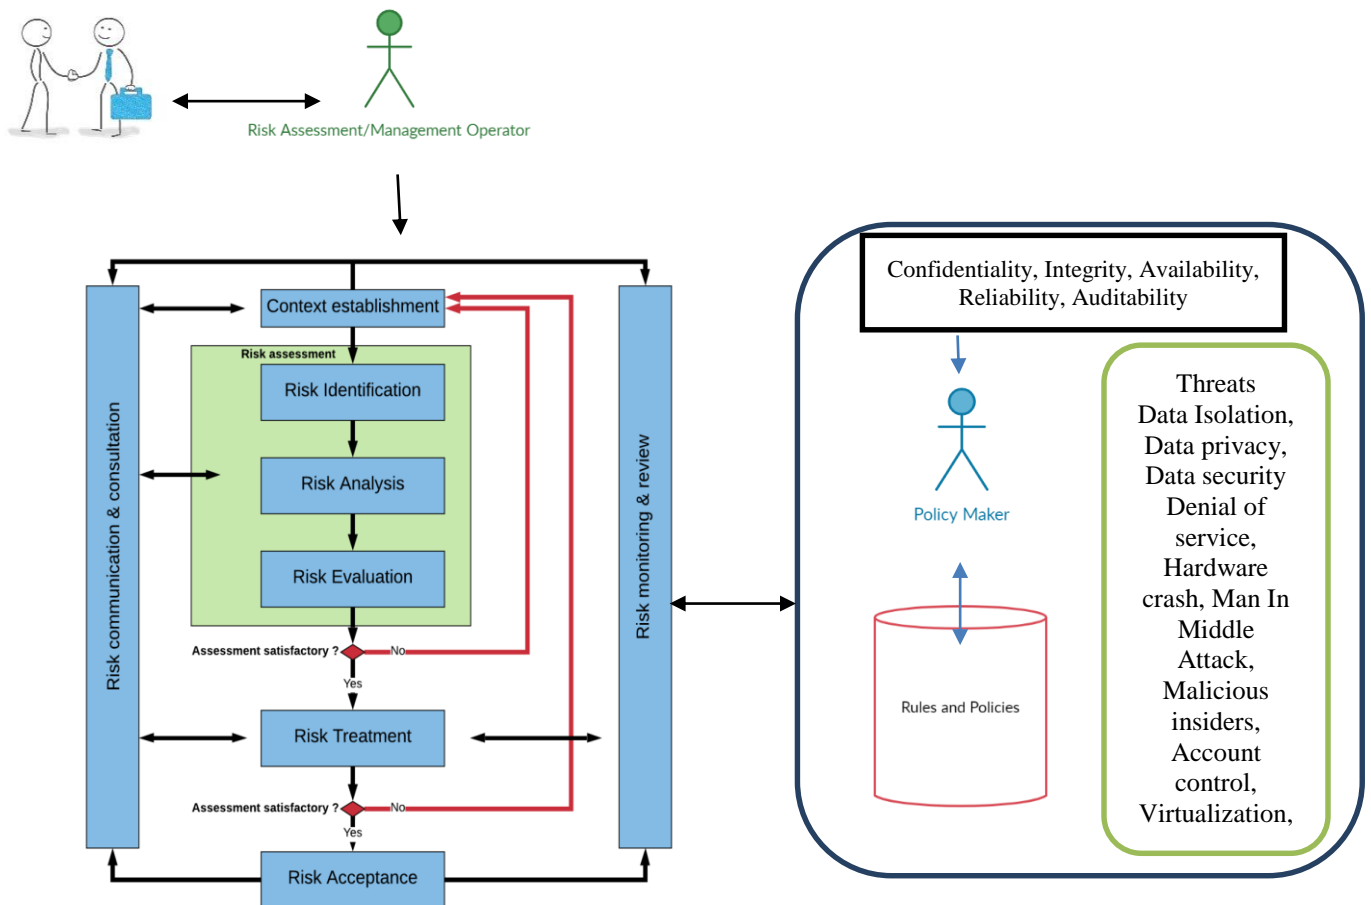 Risk Assessment/Management Operator
Context establishment
Risk assessment
Risk Identification
Risk Analysis
Risk Evaluation
Assessment satisfactory ?
No
Yes
Risk Treatment
Assessment satisfactory ?
No
Yes
Risk Acceptance
Risk communication & consultation
Risk monitoring & review
Confidentiality, Integrity, Availability,
Reliability, Auditability
Policy Maker
Rules and Policies
Threats
Data Isolation,
Data privacy,
Data security
Denial of
service,
Hardware
crash, Man In
Middle
Attack,
Malicious
insiders,
Account
control,
Virtualization,